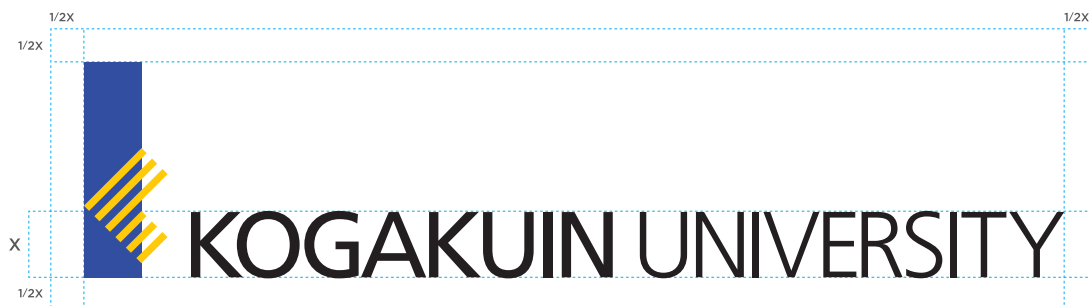 1/2X
1/2X
1/2X
X
KOGAKUIN UNIVERSITY
1/2X